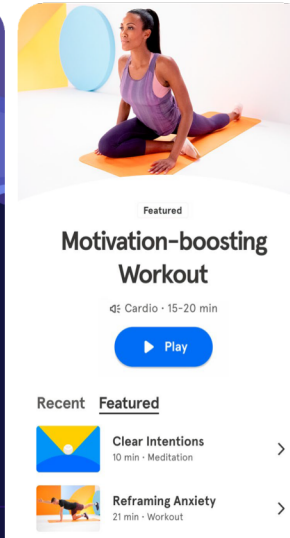 Featured
Motivation-boosting
Workout
Cardio · 15-20 min
Play
Recent Featured
Clear Intentions
10 min · Meditation
Reframing Anxiety
21 min · Workout